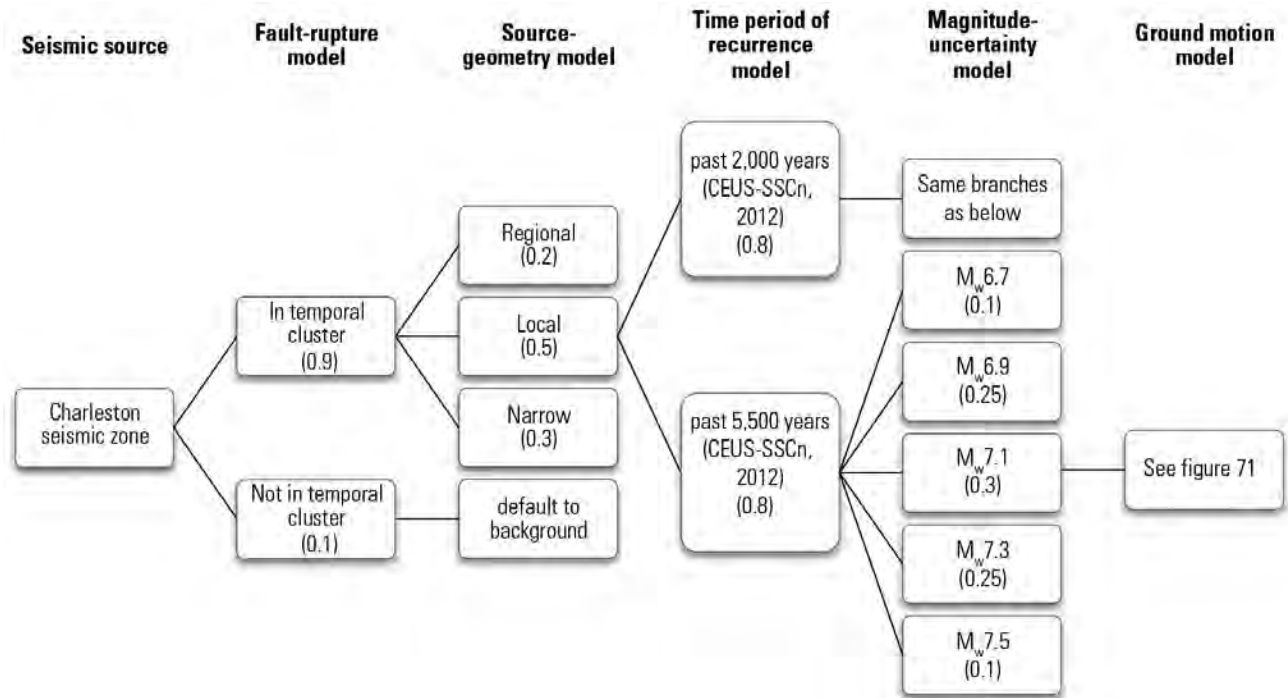 Seismic source
Fault-rupture
model
Source-
geometry model
Time period of
recurrence
model
Magnitude-
uncertainty
model
Ground motion
model
Charleston
seismic zone
In temporal
cluster
(0.9)
Not in temporal
cluster
(0.1)
Regional
(0.2)
Local
(0.5)
Narrow
(0.3)
default to
background
past 2,000 years
(CEUS-SSCn,
2012)
(0.8)
past 5,500 years
(CEUS-SSCn,
2012)
(0.8)
Same branches
as below
Mw6.7
(0.1)
Mw6.9
(0.25)
Mw7.1
(0.3)
Mw7.3
(0.25)
Mw7.5
(0.1)
See figure 71